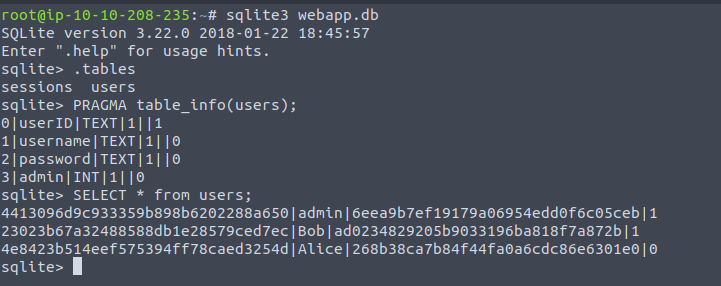 root@ip-10-10-208-235:~# sqlite3 webapp.db
SQLite version 3.22.0 2018-01-22 18:45:57
Enter ".help" for usage hints.
sqlite> .tables
sessions  users
sqlite> PRAGMA table_info(users);
0|userID|TEXT|1||1
1|username|TEXT|1||0
2|password|TEXT|1||0
3|admin|INT|1||0
sqlite> SELECT * from users;
4413096d9c933359b898b6202288a650|admin|6eea9b7ef19179a06954edd0f6c05ceb|1
23023b67a32488588db1e28579ced7ec|Bob|ad0234829205b9033196ba818f7a872b|1
4e8423b514eef575394ff78caed3254d|Alice|268b38ca7b84f44fa0a6cdc86e6301e0|0
sqlite>